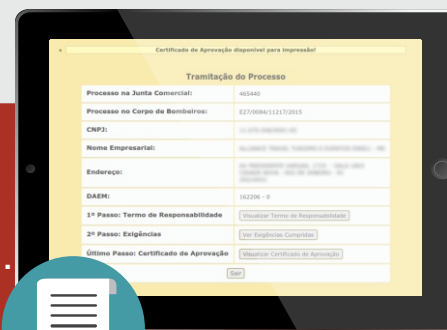 Certificado de Aprovação disponível para impressão!
Tramitação do Processo
Processo na Junta Comercial: 465440
Processo no Corpo de Bombeiros: E27/0084/11217/2015
CNPJ:
Nome Empresarial:
Endereço:
DAEM: 162206 - 0
1º Passo: Termo de Responsabilidade Visualizar Termo de Responsabilidade
2º Passo: Exigências Ver Exigências Cumpridas
Último Passo: Certificado de Aprovação Visualizar Certificado de Aprovação
Sair